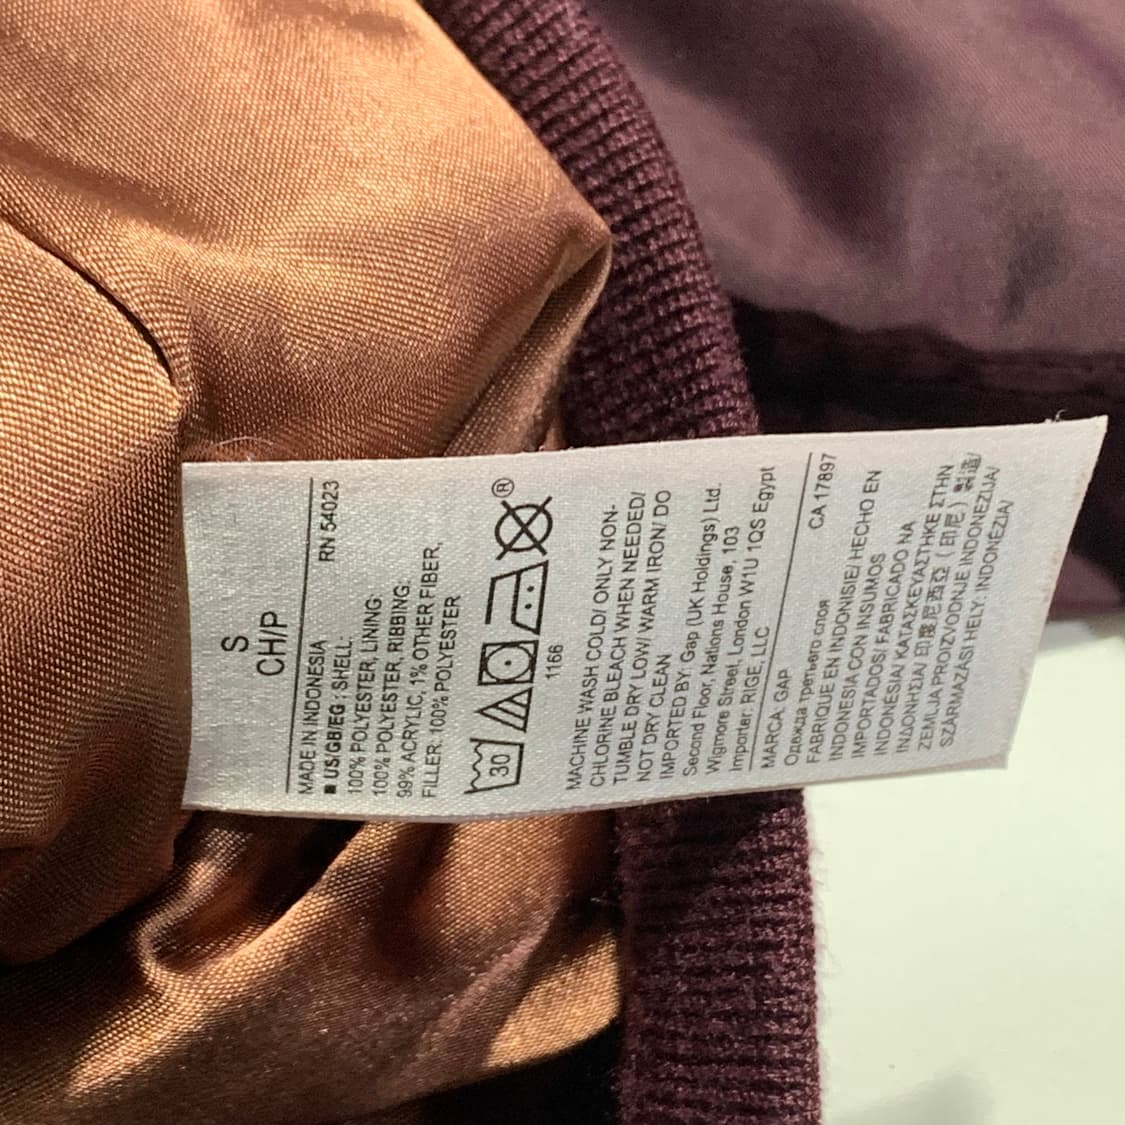 S
CH/P
MADE IN INDONESIA RN 54023
■ US/GB/EG ; SHELL:
100% POLYESTER, LINING:
100% POLYESTER, RIBBING:
99% ACRYLIC, 1% OTHER FIBER,
FILLER: 100% POLYESTER
30 ®
1166
MACHINE WASH COLD/ ONLY NON-
CHLORINE BLEACH WHEN NEEDED/
TUMBLE DRY LOW/ WARM IRON/ DO
NOT DRY CLEAN
IMPORTED BY: Gap (UK Holdings) Ltd.
Second Floor, Nations House, 103
Wigmore Street, London W1U 1QS Egypt
Importer: RIGE, LLC
MARCA: GAP CA 17897
Одежда третьего слоя
FABRIQUE EN INDONISIE/ HECHO EN
INDONESIA CON INSUMOS
IMPORTADOS/ FABRICADO NA
INDONÉSIA/ ΚΑΤΑΣΚΕΥΑΣΤΗΚΕ ΣΤΗΝ
ΙΝΔΟΝΗΣΙΑ/ 印度尼西亞（印尼）製造/
ZEMLJA PROIZVODNJE INDONEZIJA/
SZÁRMAZÁSI HELY: INDONÉZIA/